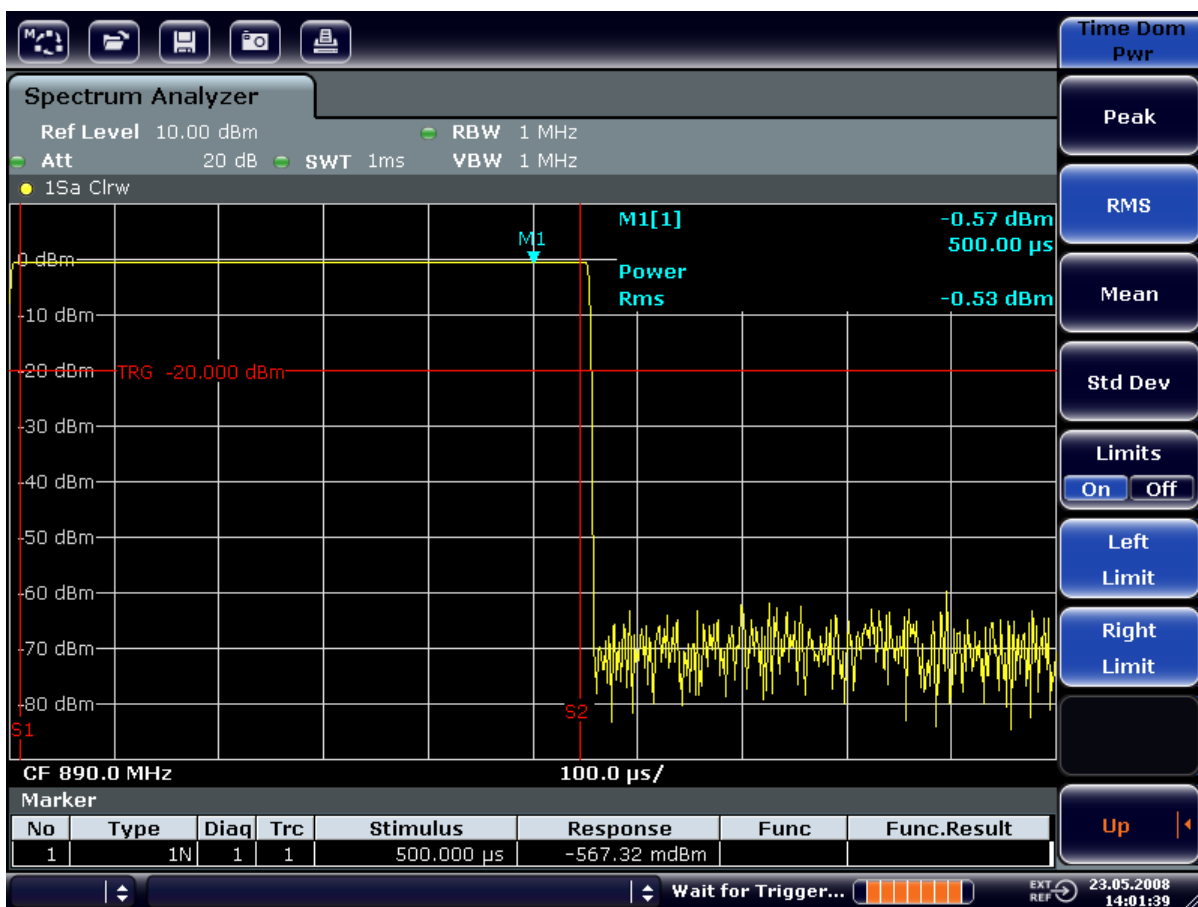 M
Time Dom
Pwr
Spectrum Analyzer
Ref Level 10.00 dBm RBW 1 MHz
Att 20 dB SWT 1ms VBW 1 MHz
1Sa Clrw
M1[1] -0.57 dBm
500.00 µs
Power
Rms -0.53 dBm
M1
0 dBm
-10 dBm
-20 dBm TRG -20.000 dBm
-30 dBm
-40 dBm
-50 dBm
-60 dBm
-70 dBm
-80 dBm
S1
S2
CF 890.0 MHz 100.0 µs/
Marker
No Type Diaq Trc Stimulus Response Func Func.Result
1 1N 1 1 500.000 µs -567.32 mdBm
Wait for Trigger... EXT REF 23.05.2008
14:01:39
Peak
RMS
Mean
Std Dev
Limits
On Off
Left
Limit
Right
Limit
Up